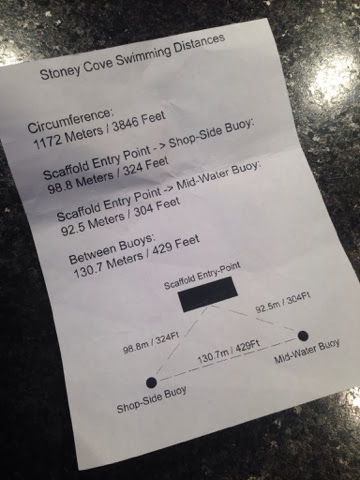 Stoney Cove Swimming Distances
Circumference:
1172 Meters / 3846 Feet
Scaffold Entry Point - > Shop-Side Buoy:
98.8 Meters / 324 Feet
Scaffold Entry Point -> Mid-Water Buoy:
92.5 Meters / 304 Feet
Between Buoys:
130.7 Meters / 429 Feet
Scaffold Entry-Point
98.8m / 324Ft
92.5m / 304Ft
130.7m / 429Ft
Shop-Side Buoy
Mid-Water Buoy